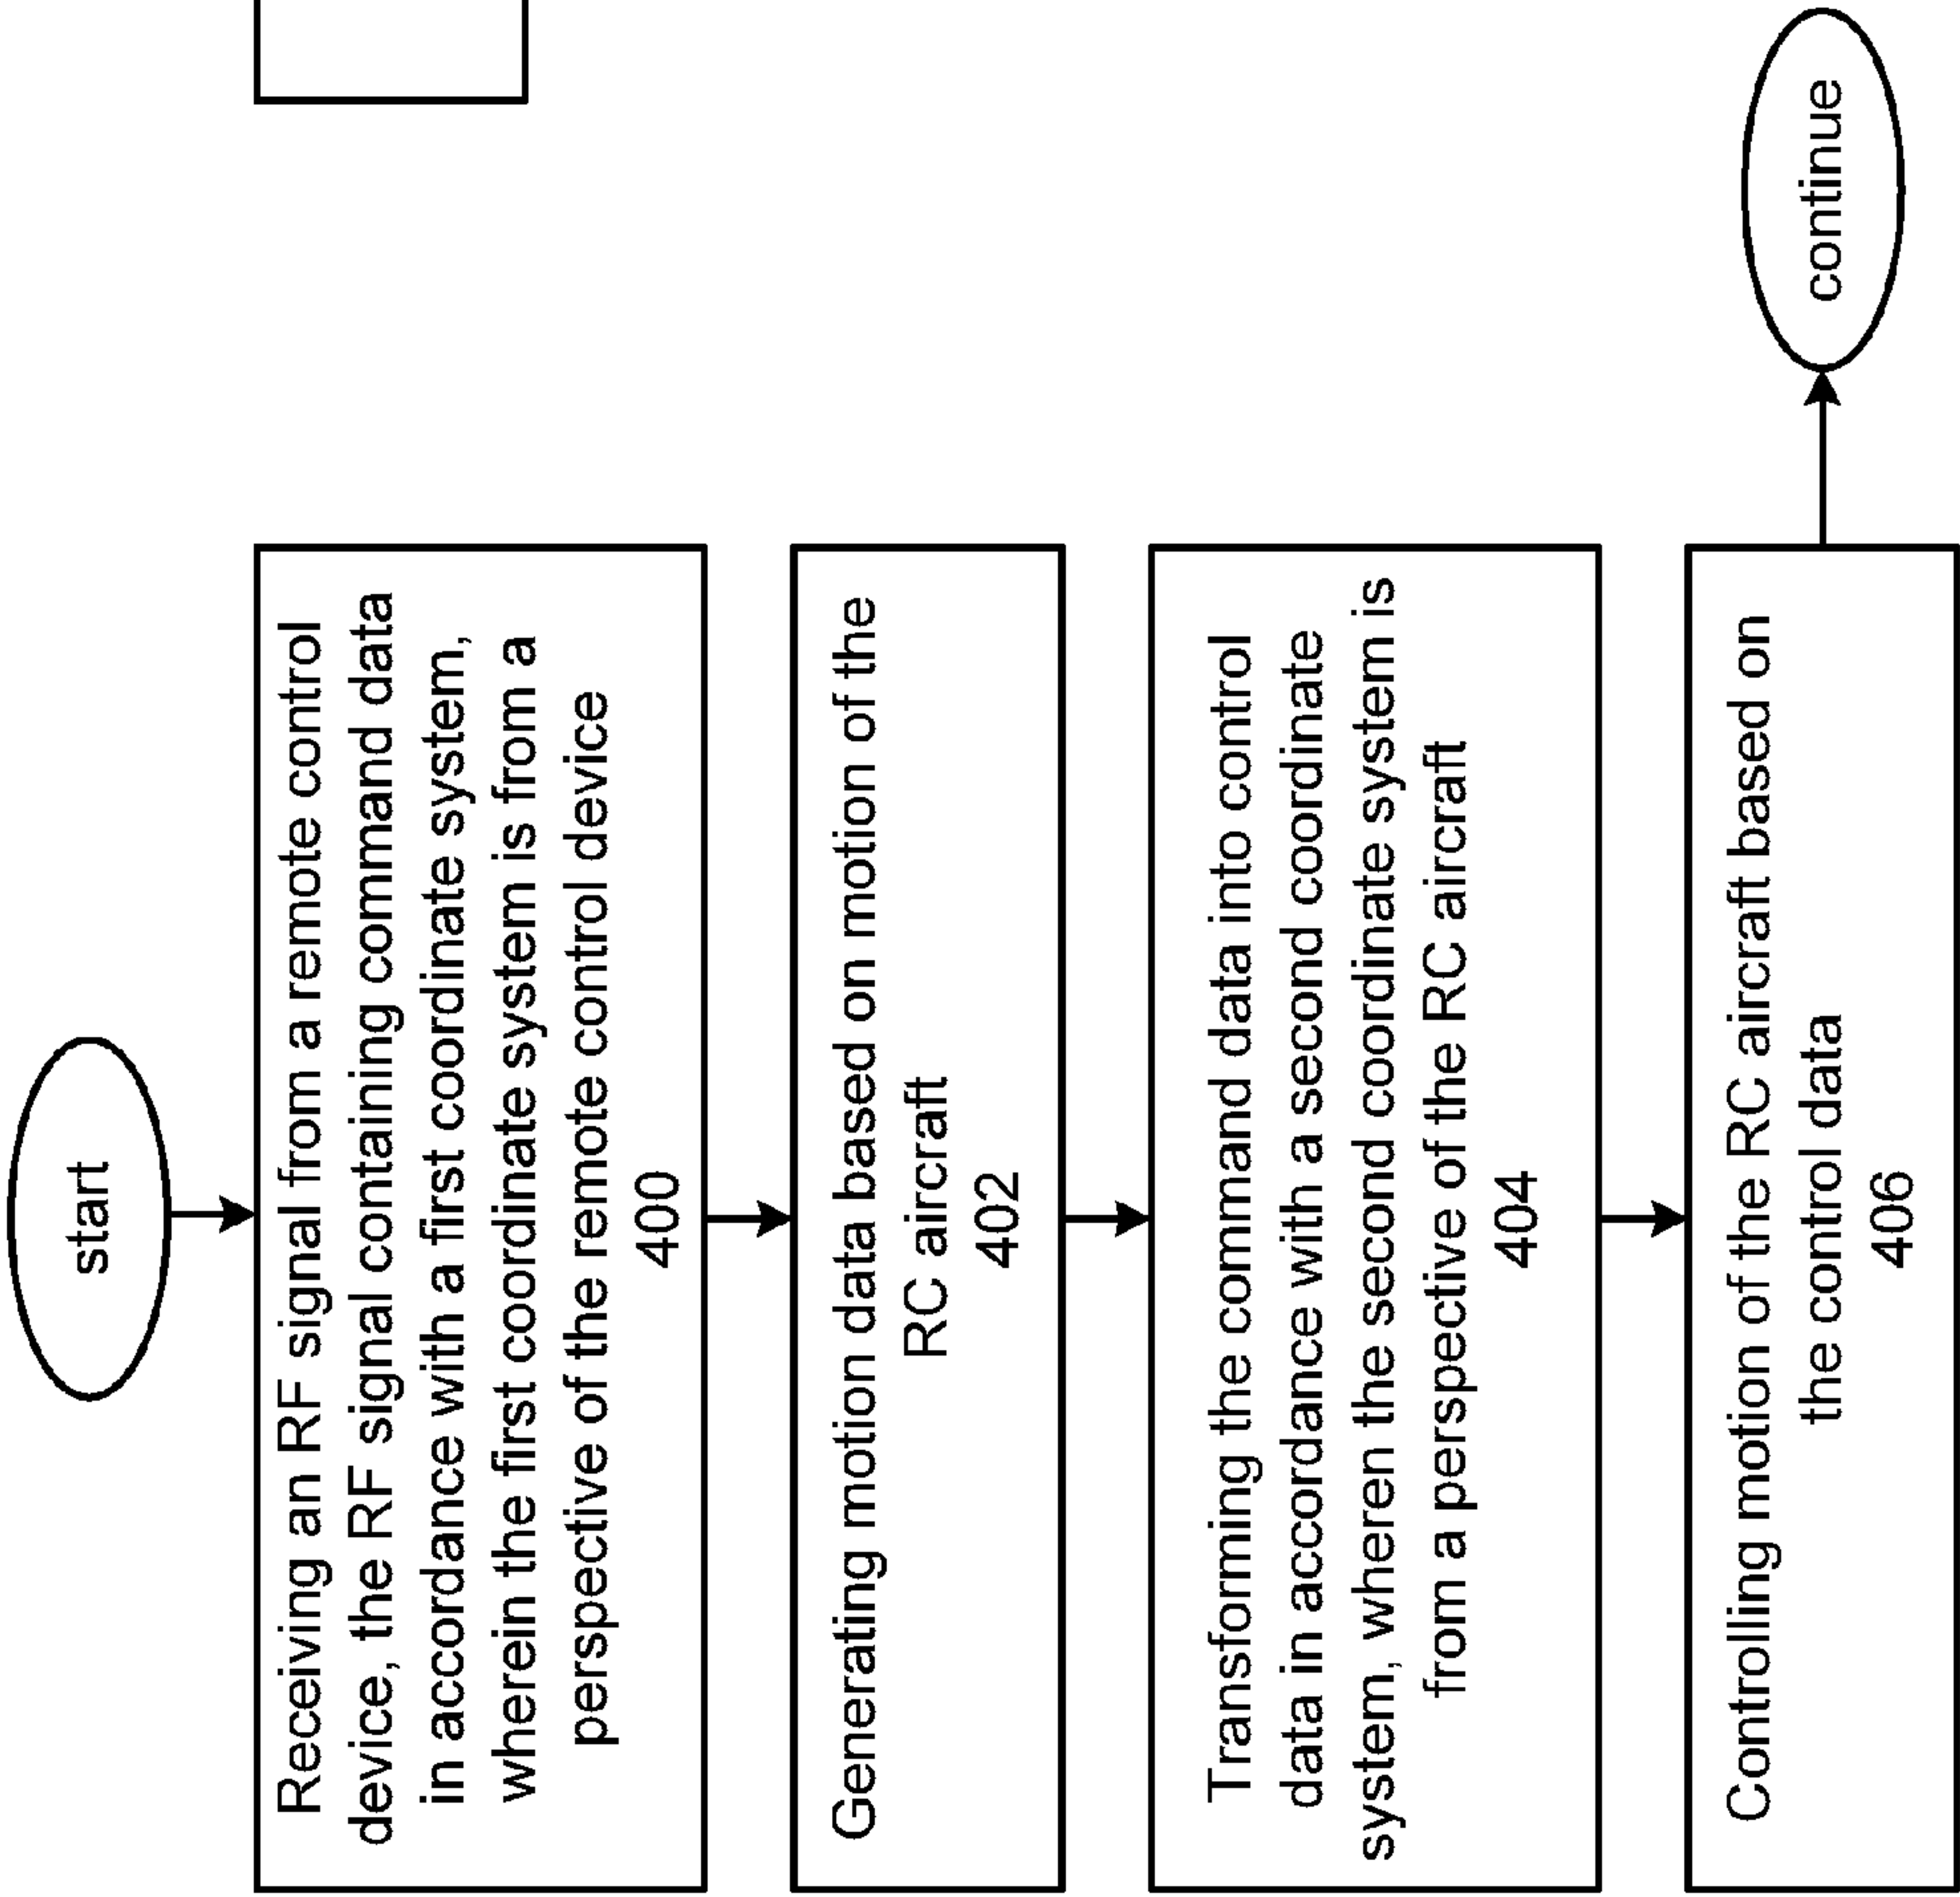 start
Receiving an RF signal from a remote control
device, the RF signal containing command data
in accordance with a first coordinate system,
wherein the first coordinate system is from a
perspective of the remote control device
400
Generating motion data based on motion of the
RC aircraft
402
Transforming the command data into control
data in accordance with a second coordinate
system, wheren the second coordinate system is
from a perspective of the RC aircraft
404
Controlling motion of the RC aircraft based on
the control data
406
continue